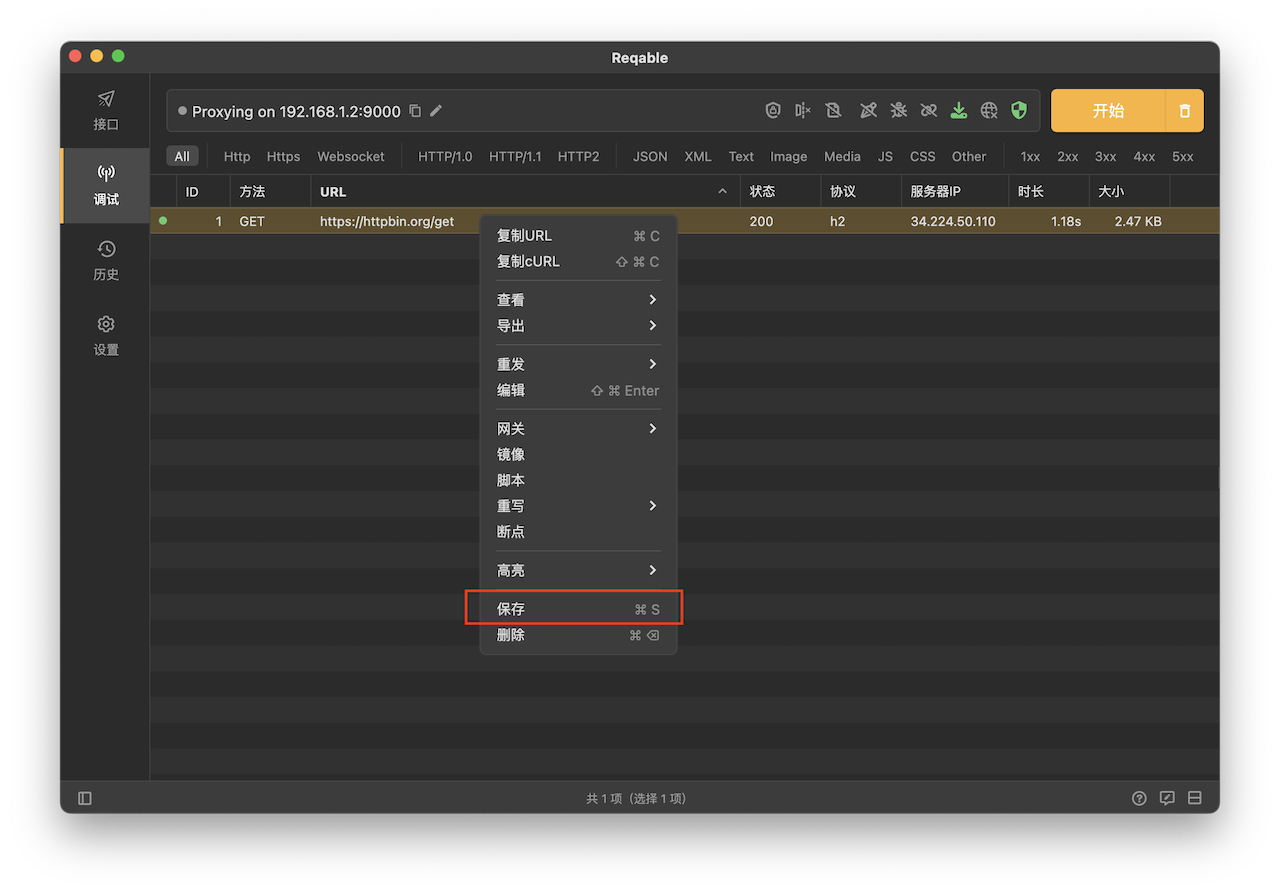 Reqable
接口
调试
历史
设置
Proxying on 192.168.1.2:9000
开始
All Http Https Websocket HTTP/1.0 HTTP/1.1 HTTP2 JSON XML Text Image Media JS CSS Other 1xx 2xx 3xx 4xx 5xx
ID 方法 URL 状态 协议 服务器IP 时长 大小
1 GET https://httpbin.org/get 200 h2 34.224.50.110 1.18s 2.47 KB
复制URL ⌘ C
复制cURL ⇧ ⌘ C
查看
导出
重发
编辑 ⇧ ⌘ Enter
网关
镜像
脚本
重写
断点
高亮
保存 ⌘ S
删除 ⌘ ⌫
共 1 项（选择 1 项）